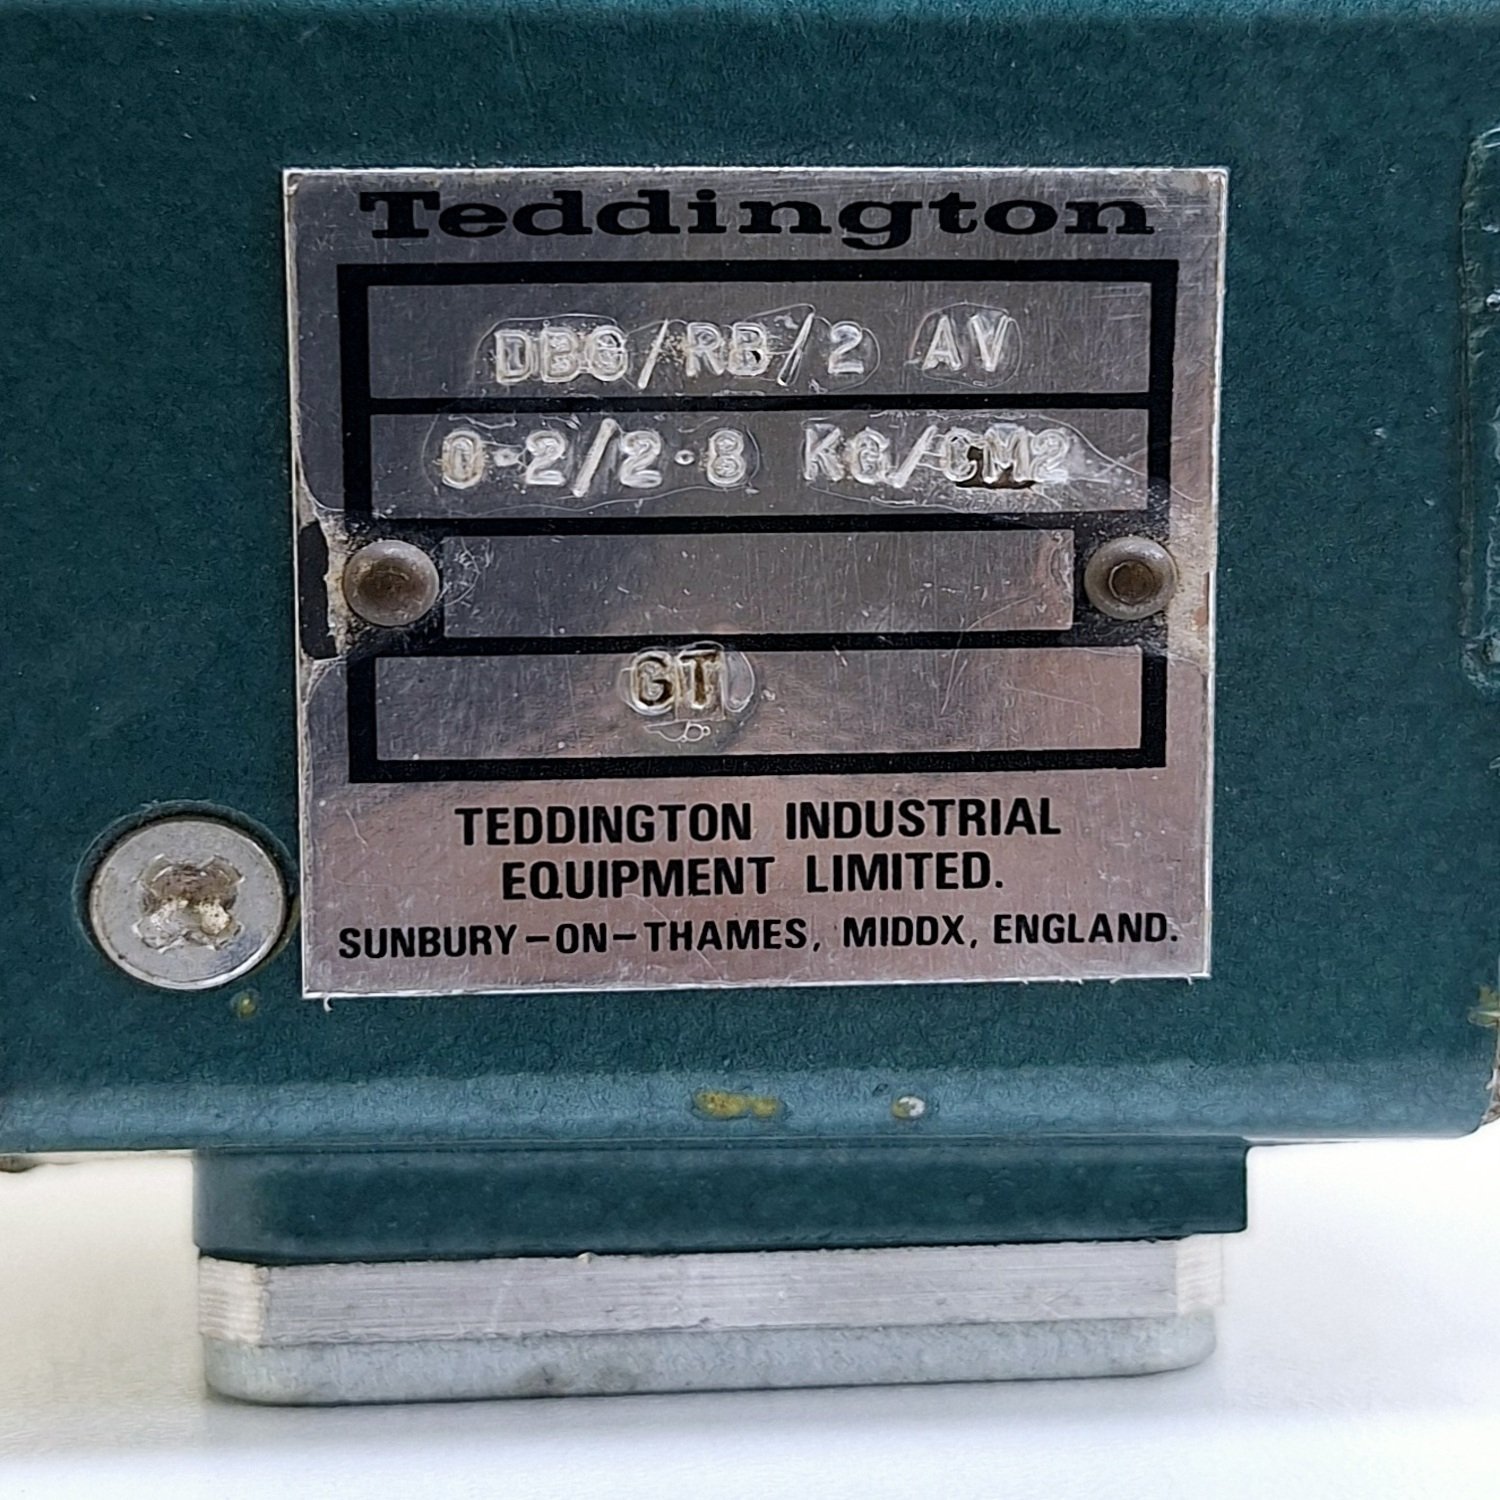 Teddington
DBG/RB/2 AV
0·2/2·8 KG/CM2
GT
TEDDINGTON INDUSTRIAL
EQUIPMENT LIMITED.
SUNBURY-ON-THAMES, MIDDX, ENGLAND.